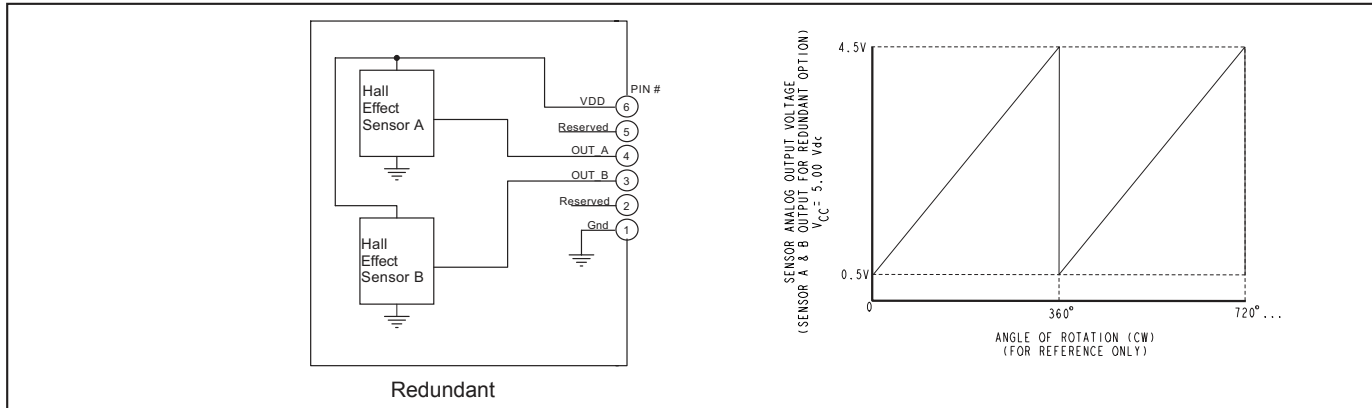 Hall
Effect
Sensor A
Hall
Effect
Sensor B
PIN #
VDD
6
Reserved
5
OUT_A
4
OUT_B
3
Reserved
2
Gnd
1
Redundant
SENSOR ANALOG OUTPUT VOLTAGE
(SENSOR A & B OUTPUT FOR REDUNDANT OPTION)
VCC= 5.00 Vdc
4.5V
0.5V
0
360°
720°...
ANGLE OF ROTATION (CW)
(FOR REFERENCE ONLY)